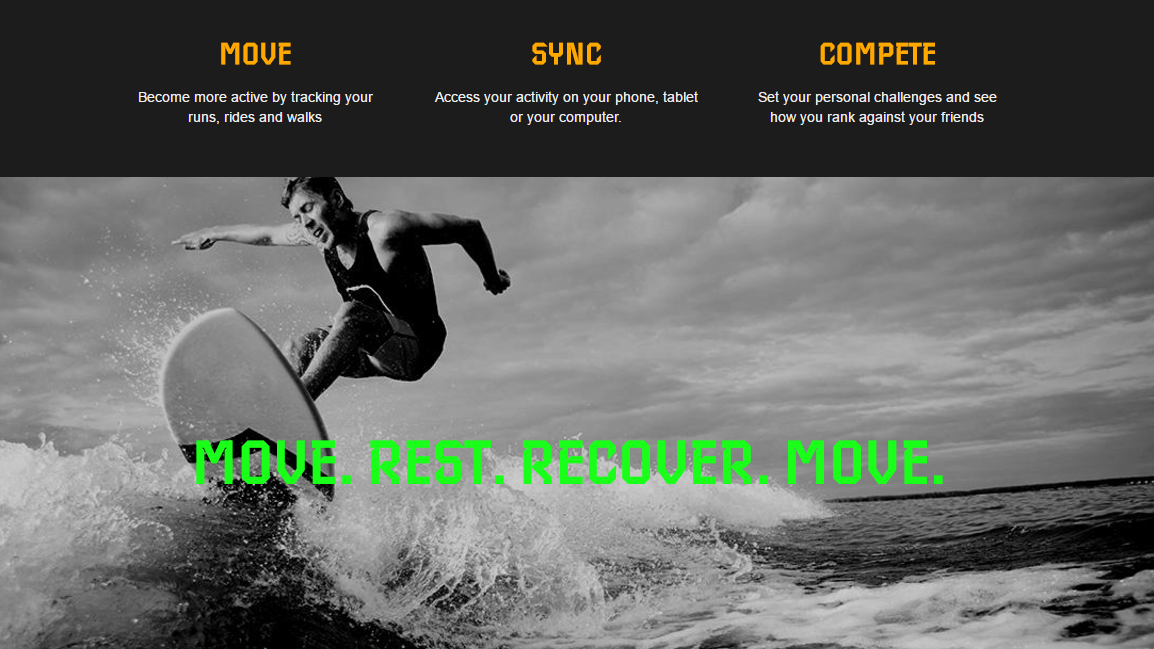 MOVE
Become more active by tracking your
runs, rides and walks
SYNC
Access your activity on your phone, tablet
or your computer.
COMPETE
Set your personal challenges and see
how you rank against your friends
MOVE. REST. RECOVER. MOVE.